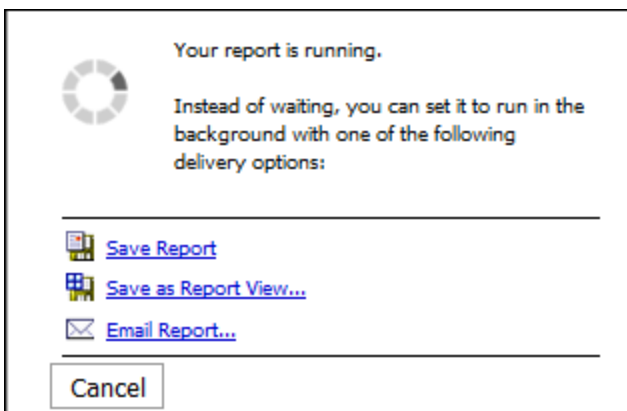 Your report is running.
Instead of waiting, you can set it to run in the
background with one of the following
delivery options:
Save Report
Save as Report View...
Email Report...
Cancel